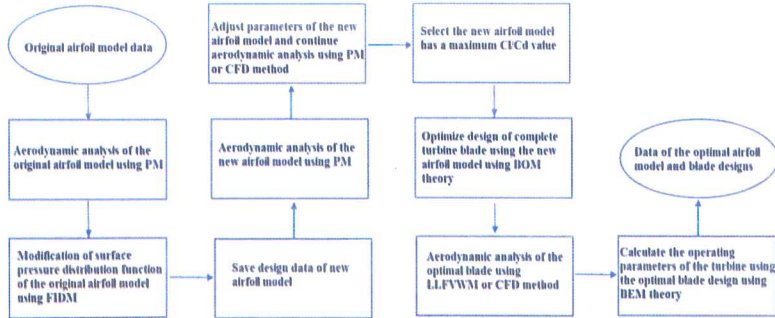 Original airfoil model data
Aerodynamic analysis of the
original airfoil model using PM
Modification of surface
pressure distribution function
of the original airfoil model
using FIDM
Save design data of new
airfoil model
Aerodynamic analysis of the
new airfoil model using PM
Adjust parameters of the new
airfoil model and continue
aerodynamic analysis using PM
or CFD method
Select the new airfoil model
has a maximum Cl/Cd value
Optimize design of complete
turbine blade using the new
airfoil model using BOM
theory
Aerodynamic analysis of the
optimal blade using
LLFVWM or CFD method
Calculate the operating
parameters of the turbine using
the optimal blade design using
BEM theory
Data of the optimal airfoil
model and blade designs